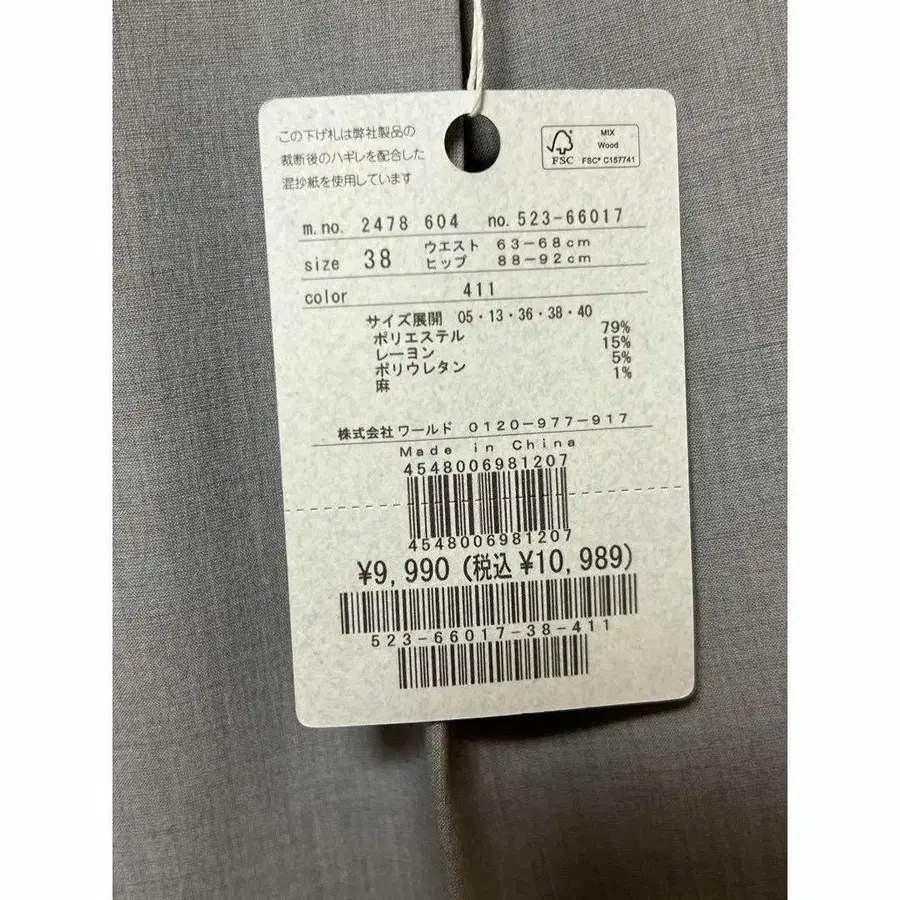 この下げ札は弊社製品の
裁断後のハギレを配合した
混抄紙を使用しています
FSC
MIX
Wood
FSC® C157741
m.no. 2478 604 no.523-66017
size 38 ウエスト 63-68cm
ヒップ 88-92cm
color 411
サイズ展開 05・13・36・38・40
ポリエステル 79%
レーヨン 15%
ポリウレタン 5%
麻 1%
株式会社ワールド 0120-977-917
Made in China
4548006981207
4548006981207
¥9,990 (税込¥10,989)
523-66017-38-411